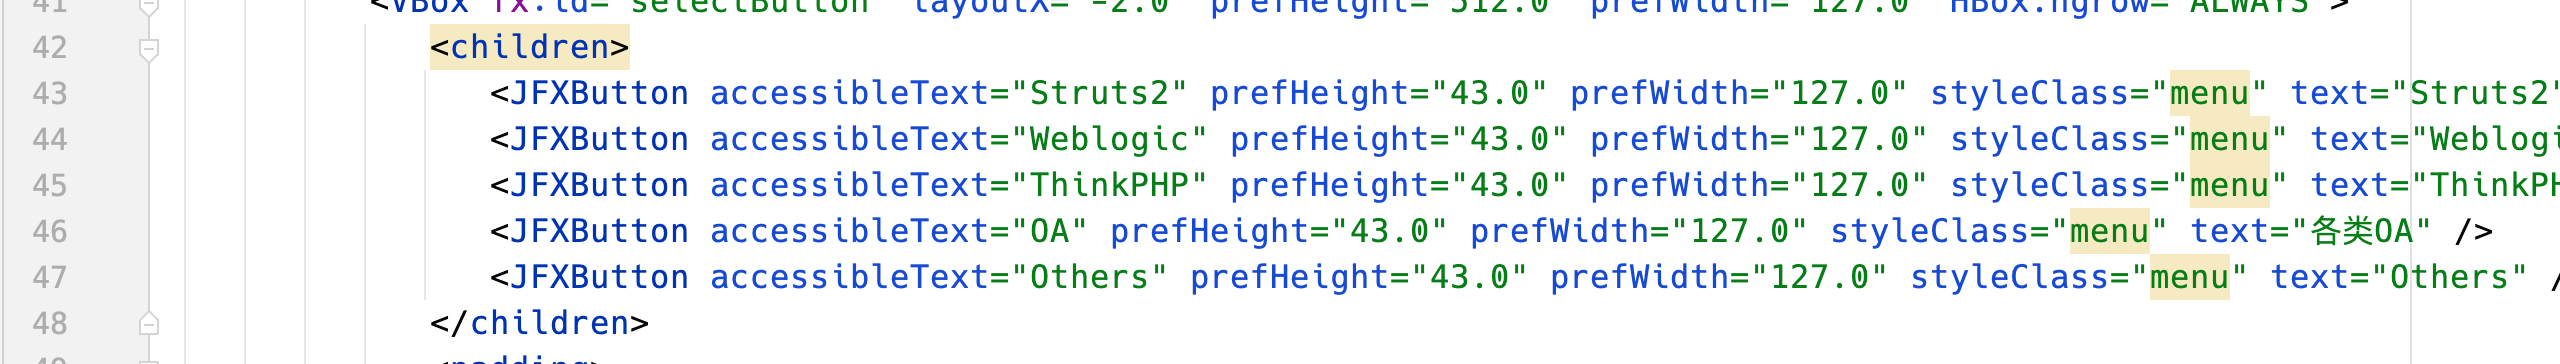 41 <VBox fx:id="selectButton" layoutX="-2.0" prefHeight="512.0" prefWidth="127.0" HBox.hgrow="ALWAYS">
42 <children>
43 <JFXButton accessibleText="Struts2" prefHeight="43.0" prefWidth="127.0" styleClass="menu" text="Struts2"
44 <JFXButton accessibleText="Weblogic" prefHeight="43.0" prefWidth="127.0" styleClass="menu" text="Weblogi
45 <JFXButton accessibleText="ThinkPHP" prefHeight="43.0" prefWidth="127.0" styleClass="menu" text="ThinkPH
46 <JFXButton accessibleText="OA" prefHeight="43.0" prefWidth="127.0" styleClass="menu" text="各类OA" />
47 <JFXButton accessibleText="Others" prefHeight="43.0" prefWidth="127.0" styleClass="menu" text="Others" /
48 </children>
49 <padding>